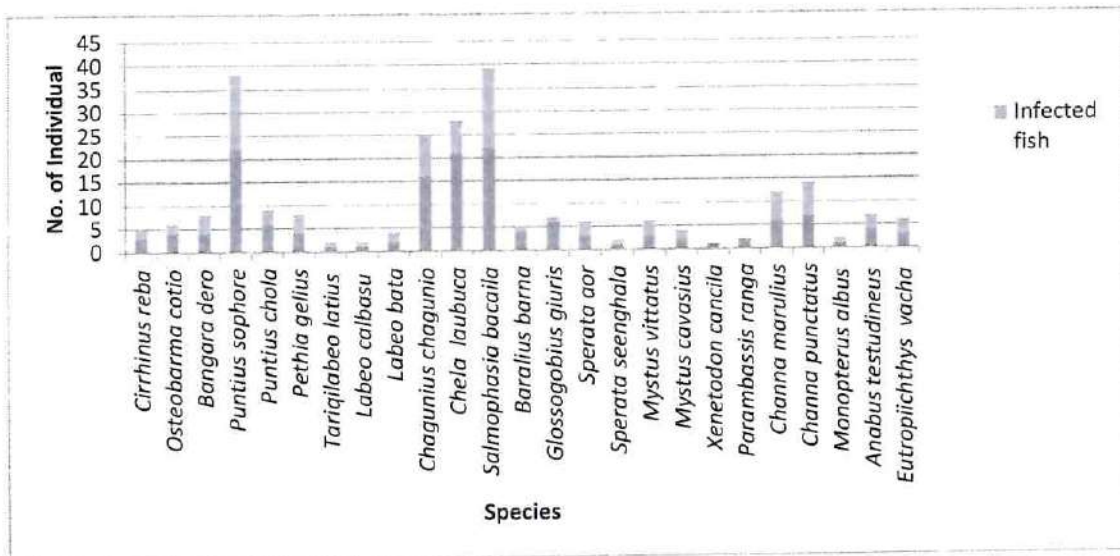 45
40
35
30
25
20
15
10
5
0
No. of Individual
Infected
fish
Cirrhinus reba
Osteobarma cotio
Bangara dero
Puntius sophore
Puntius chola
Pethia gelius
Tariqilabeo latius
Labeo calbasu
Labeo bata
Chagunius chagunio
Chela laubuca
Salmophasia bacaila
Baralius barna
Glossogobius giuris
Sperata aor
Sperata seenghala
Mystus vittatus
Mystus cavasius
Xenetodon cancila
Parambassis ranga
Channa marulius
Channa punctatus
Monopterus albus
Anabus testudineus
Eutropiichthys vacha
Species